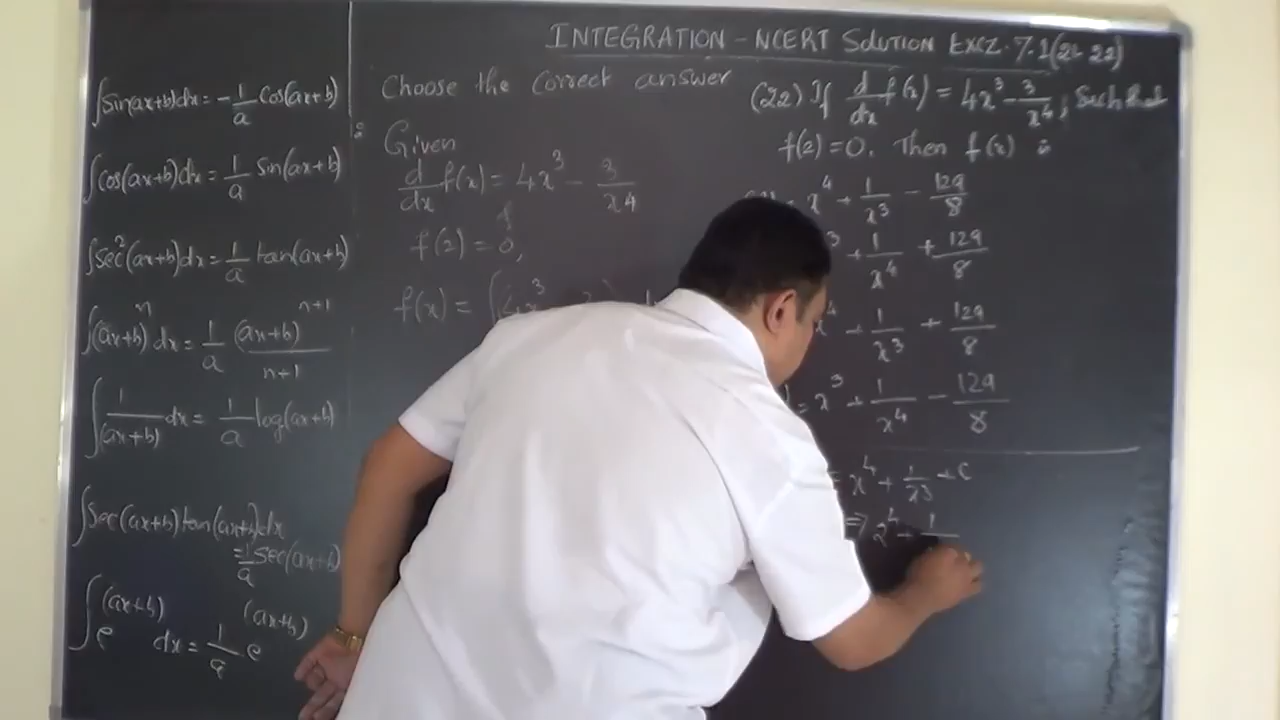 INTEGRATION - NCERT Solution Exez. 7.1(21 22)
∫sin(ax+b)dx = -1/a cos(ax+b)
∫cos(ax+b)dx = 1/a sin(ax+b)
∫sec²(ax+b)dx = 1/a tan(ax+b)
∫(ax+b)ⁿ dx = 1/a (ax+b)ⁿ⁺¹/n+1
∫1/(ax+b) dx = 1/a log(ax+b)
∫Sec(ax+b)tan(ax+b)dx
= 1/a sec(ax+b)
∫e^(ax+b) dx = 1/a e^(ax+b)
Choose the correct answer
Given
d/dx f(x) = 4x³ - 3/x⁴
f(2) = 0,
f(x) = ∫(4x³
(22) If d/dx f(x) = 4x³ - 3/x⁴, Such that
f(2)=0. Then f(x) is
x⁴ + 1/x³ - 129/8
³ + 1/x⁴ + 129/8
x⁴ + 1/x³ + 129/8
= x³ + 1/x⁴ - 129/8
= x⁴ + 1/x3 + C
⇒ 2⁴ + 1/